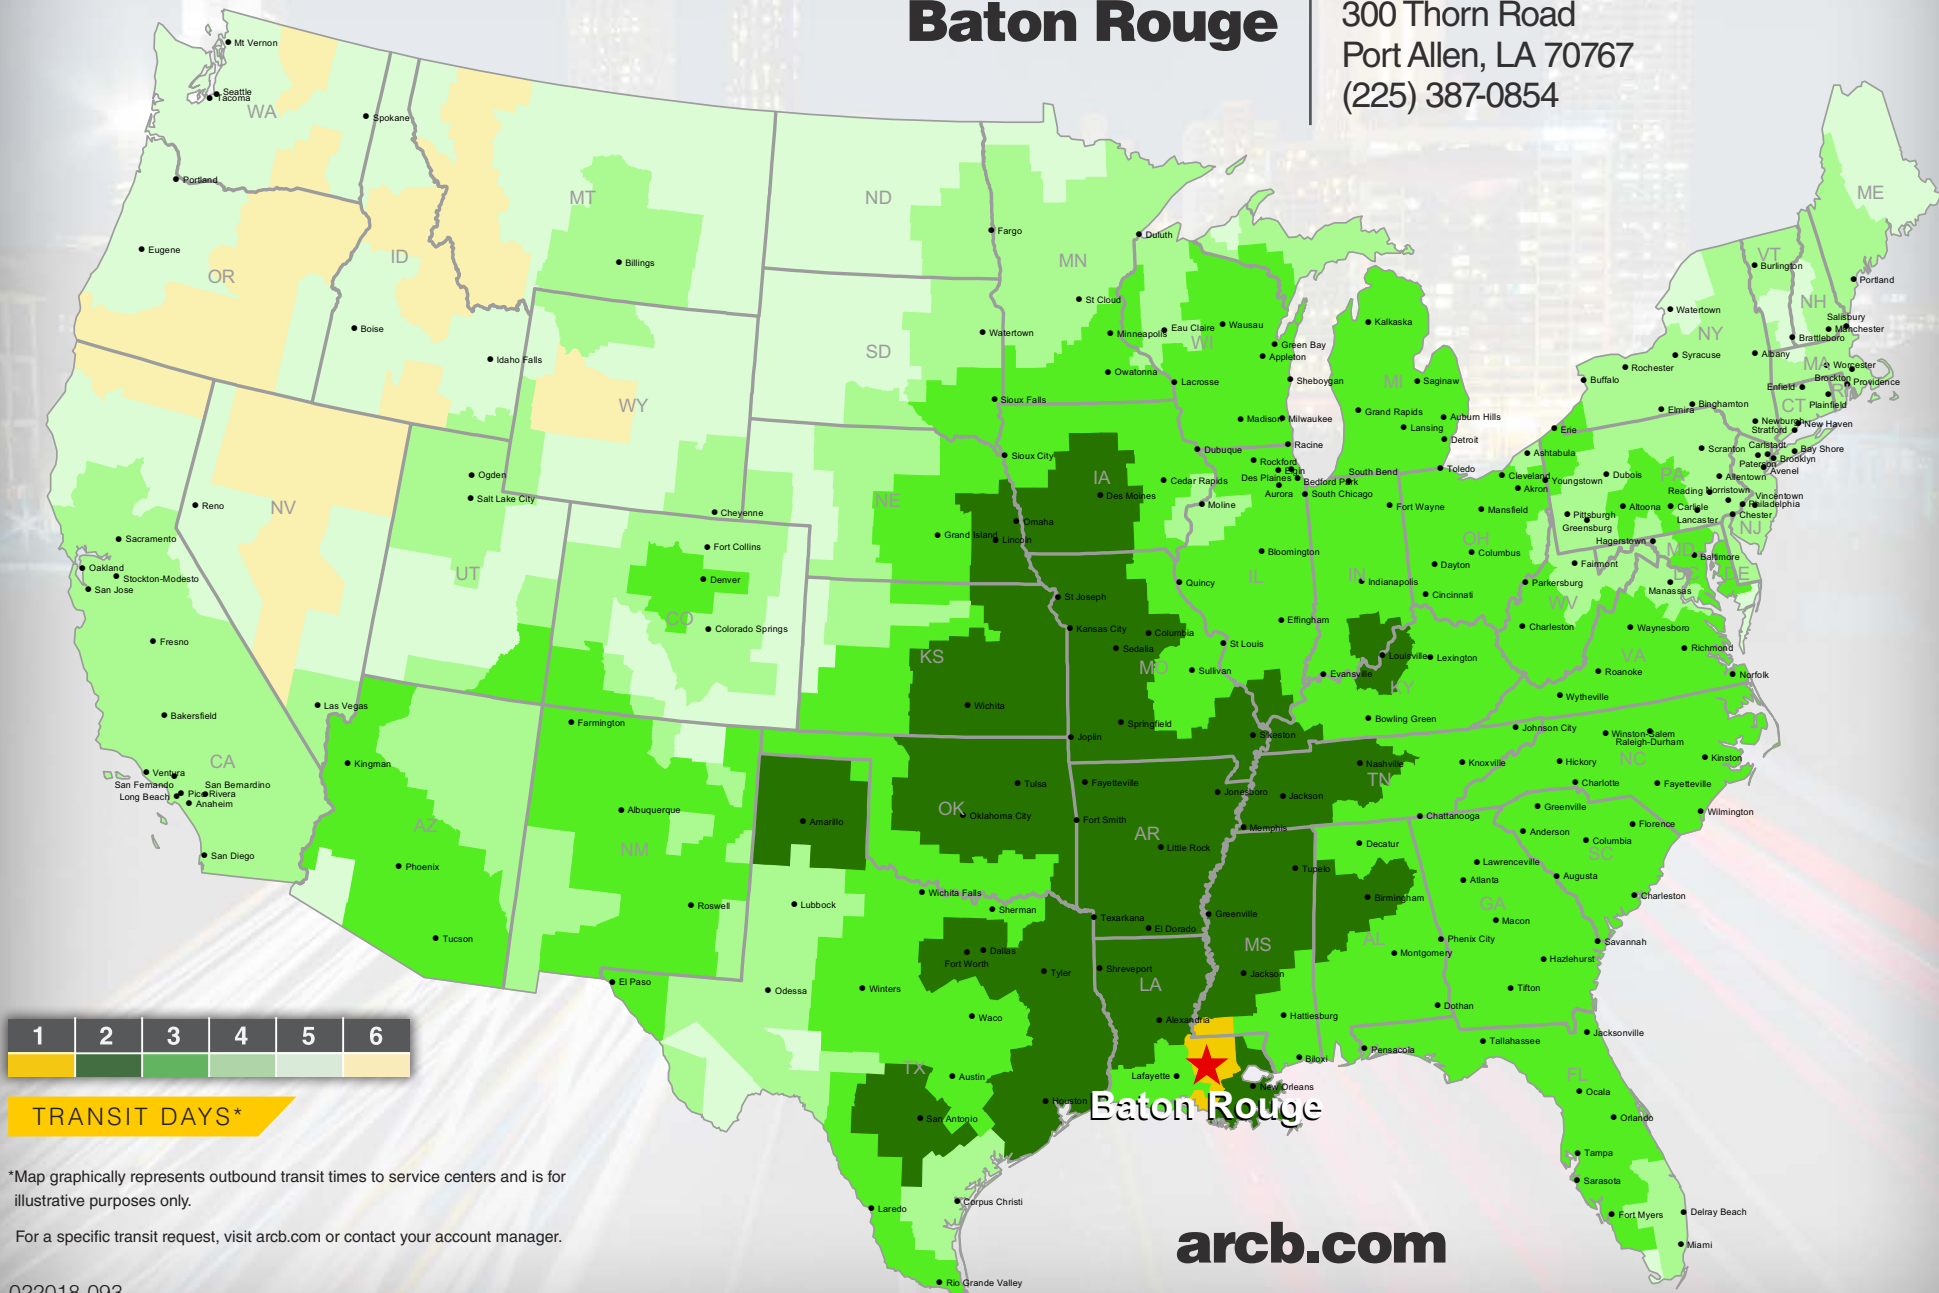 Baton Rouge
300 Thorn Road
Port Allen, LA 70767
(225) 387-0854
Mt Vernon
Seattle
Tacoma
WA
Spokane
Portland
Eugene
OR
ID
Boise
Idaho Falls
MT
Billings
WY
Cheyenne
ND
Fargo
SD
Watertown
Sioux Falls
MN
Duluth
St Cloud
Minneapolis
Owatonna
WI
Eau Claire
Wausau
Green Bay
Appleton
Lacrosse
Sheboygan
Madison
Milwaukee
Racine
MI
Kalkaska
Saginaw
Grand Rapids
Lansing
Auburn Hills
Detroit
ME
Portland
VT
Burlington
NH
Salisbury
Manchester
Brattleboro
NY
Watertown
Syracuse
Rochester
Buffalo
Albany
Elmira
Binghamton
Newburgh
MA
Worcester
Brockton
Providence
RI
Enfield
Plainfield
CT
New Haven
Stratford
Carlstadt
Bay Shore
Brooklyn
Paterson
Avenel
PA
Erie
Scranton
Dubois
Allentown
Reading
Norristown
Vincentown
Philadelphia
Altoona
Carlisle
Lancaster
Chester
Pittsburgh
Greensburg
NJ
Hagerstown
MD
Baltimore
DC
DE
Manassas
Fairmont
Parkersburg
WV
Charleston
OH
Toledo
Ashtabula
Cleveland
Youngstown
Akron
Mansfield
Columbus
Dayton
Cincinnati
IN
South Bend
Fort Wayne
Indianapolis
Evansville
IL
Rockford
Elgin
Des Plaines
Bedford Park
Aurora
South Chicago
Moline
Bloomington
Quincy
Effingham
IA
Sioux City
Dubuque
Cedar Rapids
Des Moines
NE
Omaha
Grand Island
Lincoln
NV
Reno
Las Vegas
UT
Ogden
Salt Lake City
CO
Fort Collins
Denver
Colorado Springs
KS
Wichita
MO
St Joseph
Kansas City
Columbia
Sedalia
St Louis
Sullivan
Springfield
Joplin
Sikeston
KY
Louisville
Lexington
Bowling Green
VA
Waynesboro
Richmond
Roanoke
Norfolk
Wytheville
CA
Sacramento
Oakland
Stockton-Modesto
San Jose
Fresno
Bakersfield
Ventura
San Fernando
San Bernardino
Long Beach
Pico Rivera
Anaheim
San Diego
AZ
Kingman
Phoenix
Tucson
NM
Farmington
Albuquerque
Roswell
OK
Tulsa
Oklahoma City
AR
Fayetteville
Jonesboro
Fort Smith
Little Rock
Texarkana
El Dorado
TN
Nashville
Jackson
Memphis
Knoxville
Johnson City
Chattanooga
NC
Winston-Salem
Raleigh-Durham
Hickory
Kinston
Charlotte
Fayetteville
Wilmington
SC
Greenville
Anderson
Florence
Columbia
Charleston
GA
Lawrenceville
Atlanta
Augusta
Macon
Savannah
Hazlehurst
Tifton
AL
Decatur
Birmingham
Phenix City
Montgomery
Dothan
MS
Tupelo
Greenville
Jackson
Hattiesburg
Biloxi
LA
Shreveport
Alexandria
Lafayette
New Orleans
Baton Rouge
TX
Amarillo
Lubbock
Wichita Falls
Sherman
Dallas
Fort Worth
Tyler
El Paso
Odessa
Winters
Waco
Austin
Houston
San Antonio
Corpus Christi
Laredo
Rio Grande Valley
FL
Pensacola
Tallahassee
Jacksonville
Ocala
Orlando
Tampa
Sarasota
Fort Myers
Delray Beach
Miami
1 2 3 4 5 6
TRANSIT DAYS*
*Map graphically represents outbound transit times to service centers and is for
illustrative purposes only.
For a specific transit request, visit arcb.com or contact your account manager.
arcb.com
022018-093